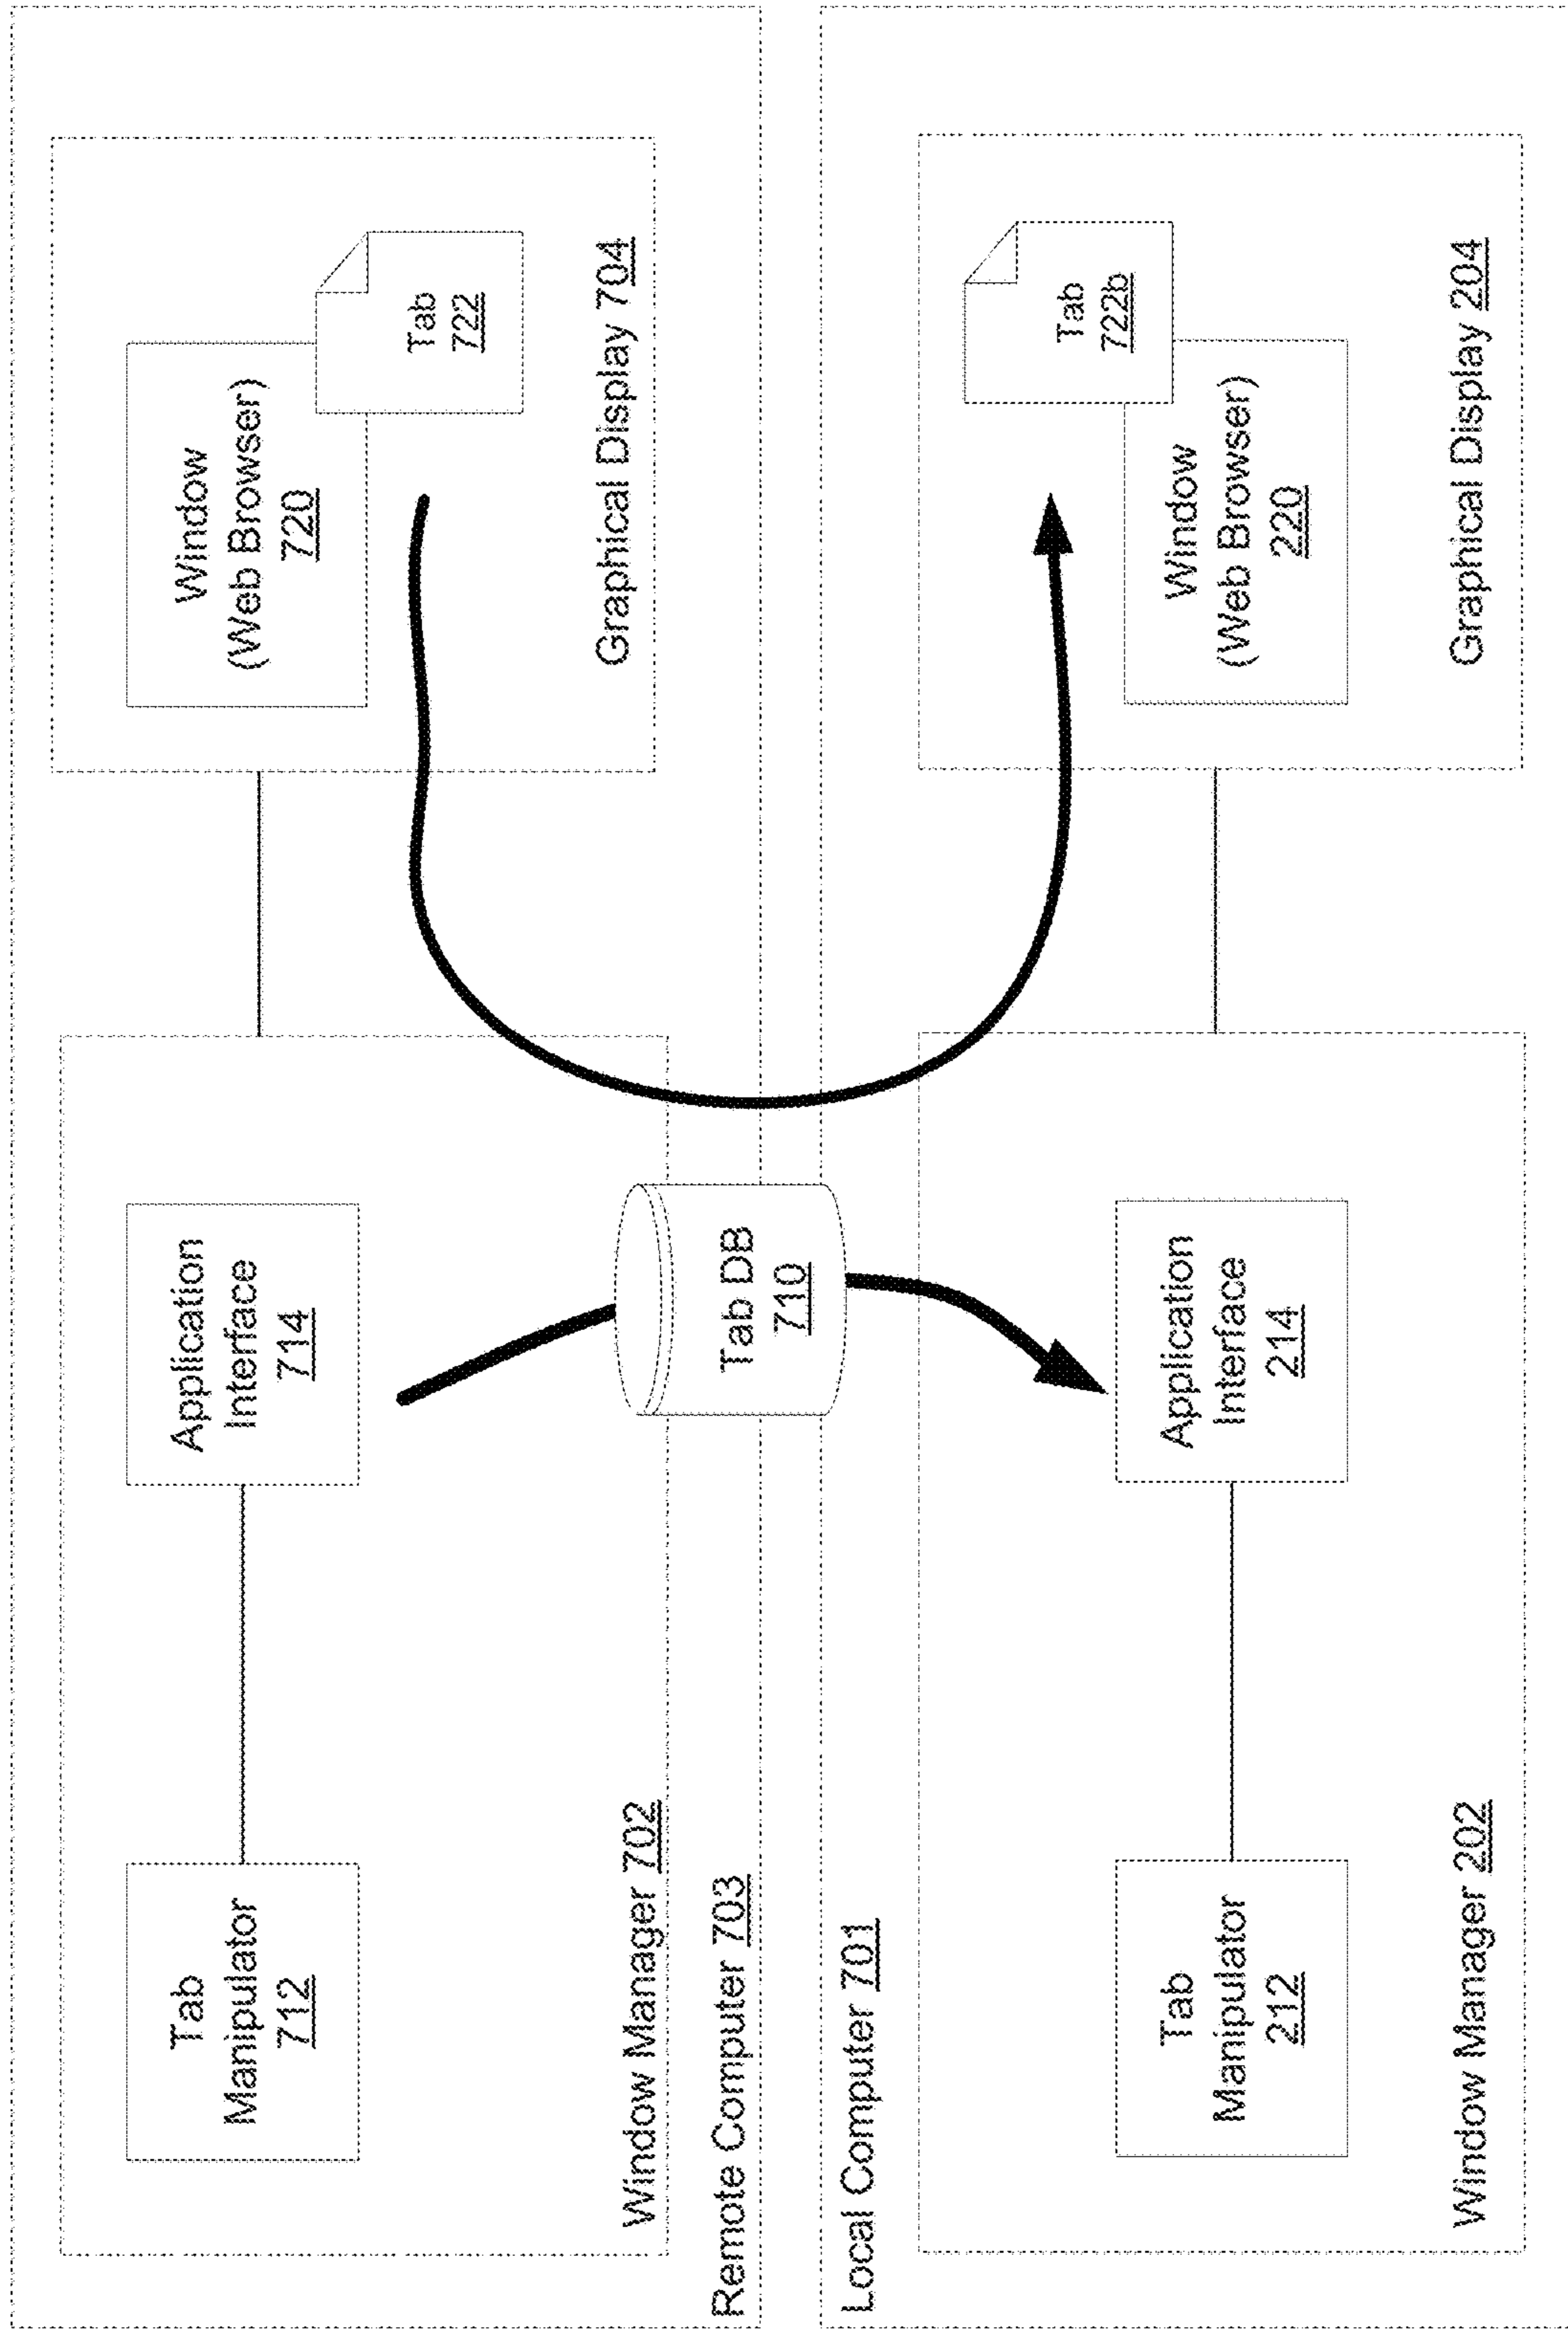 Tab
Manipulator
712
Application
Interface
714
Window Manager 702
Remote Computer 703
Window
(Web Browser)
720
Tab
722
Graphical Display 704
Tab DB
710
Local Computer 701
Tab
Manipulator
212
Application
Interface
214
Window Manager 202
Tab
722b
Window
(Web Browser)
220
Graphical Display 204